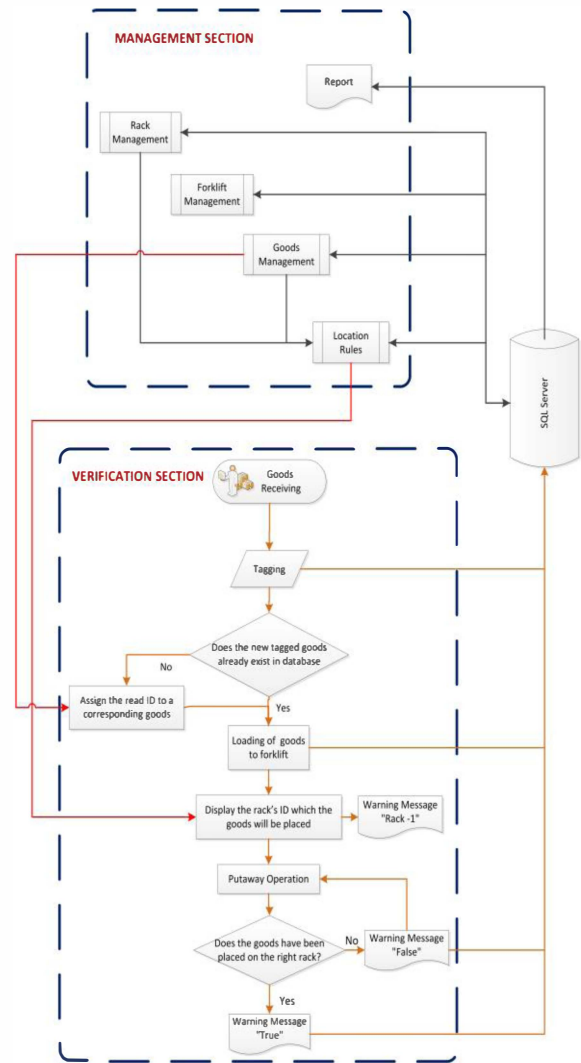 MANAGEMENT SECTION
Report
Rack
Management
Forklift
Management
Goods
Management
Location
Rules
SQL Server
VERIFICATION SECTION
Goods
Receiving
Tagging
Does the new tagged goods
already exist in database
No
Yes
Assign the read ID to a
corresponding goods
Loading of goods
to forklift
Display the rack's ID which the
goods will be placed
Warning Message
"Rack -1"
Putaway Operation
Does the goods have been
placed on the right rack?
No
Warning Message
"False"
Yes
Warning Message
"True"